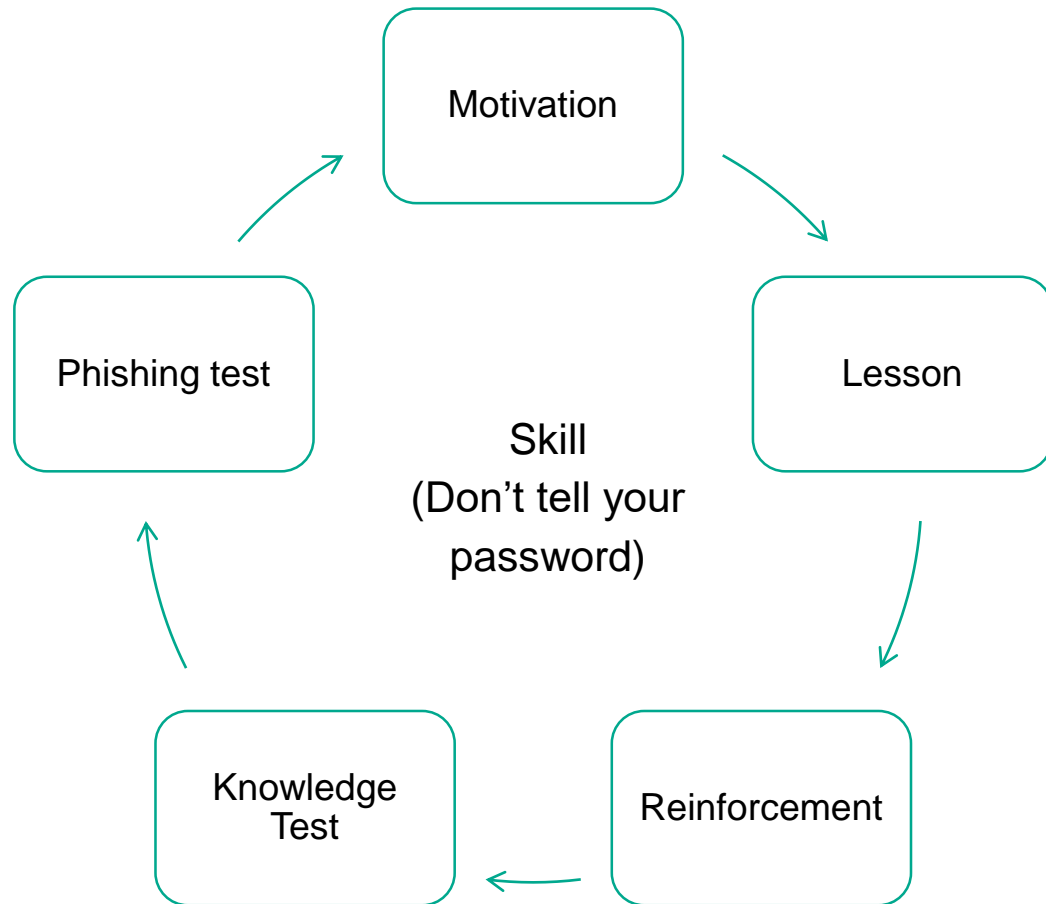 Motivation
Phishing test
Lesson
Skill
(Don’t tell your
password)
Knowledge
Test
Reinforcement